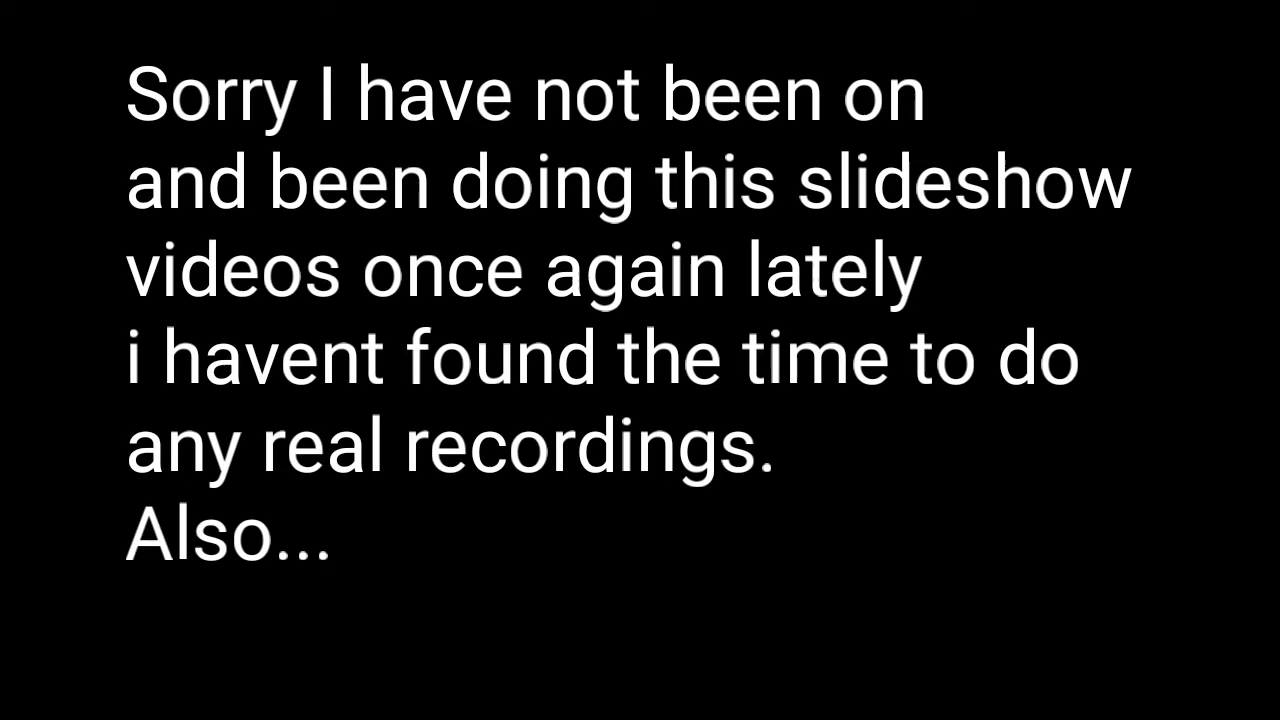 Sorry I have not been on
and been doing this slideshow
videos once again lately
i havent found the time to do
any real recordings.
Also...